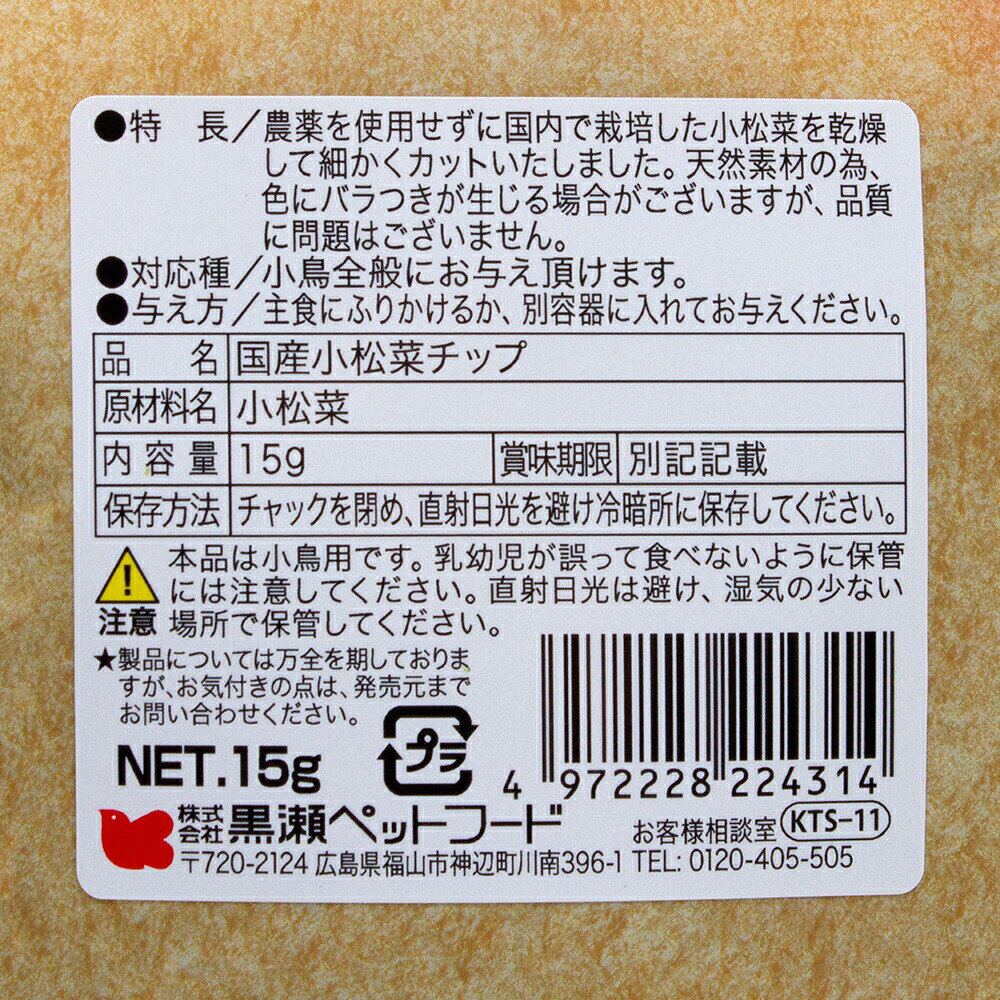 ●特 長/農薬を使用せずに国内で栽培した小松菜を乾燥
して細かくカットいたしました。天然素材の為、
色にバラつきが生じる場合がございますが、品質
に問題はございません。
●対応種/小鳥全般にお与え頂けます。
●与え方/主食にふりかけるか、別容器に入れてお与えください。
品 名 国産小松菜チップ
原材料名 小松菜
内容量 15g 賞味期限 別記記載
保存方法 チャックを閉め、直射日光を避け冷暗所に保存してください。
本品は小鳥用です。乳幼児が誤って食べないように保管
には注意してください。直射日光は避け、湿気の少ない
注意 場所で保管してください。
★製品については万全を期しておりま
すが、お気付きの点は、発売元まで
お問い合わせください。
NET.15g
プラ
4 972228 224314
株式会社 黒瀬ペットフード お客様相談室 KTS-11
〒720-2124 広島県福山市神辺町川南396-1 TEL: 0120-405-505